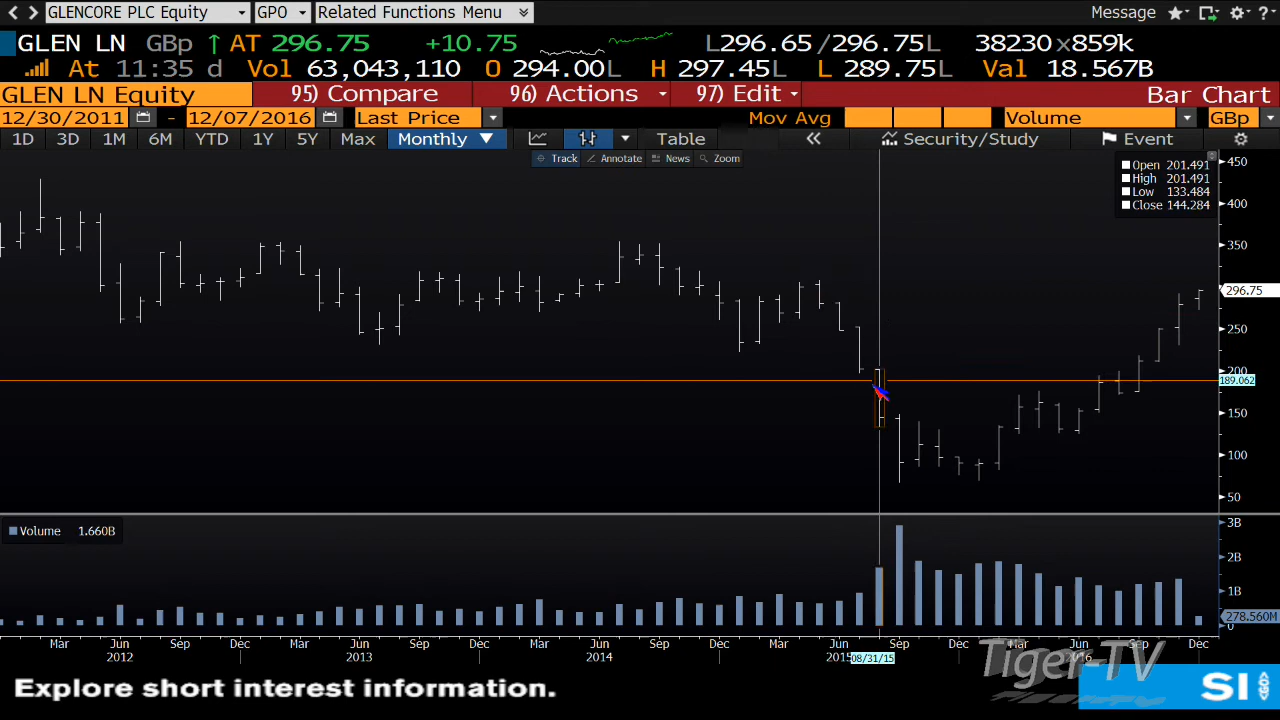 GLENCORE PLC Equity GPO Related Functions Menu Message
GLEN LN GBp ↑ AT 296.75 +10.75 L296.65/296.75L 38230x859k
At 11:35 d Vol 63,043,110 O 294.00L H 297.45L L 289.75L Val 18.567B
GLEN LN Equity 95) Compare 96) Actions 97) Edit Bar Chart
12/30/2011 - 12/07/2016 Last Price Mov Avg Volume GBp
1D 3D 1M 6M YTD 1Y 5Y Max Monthly ▼ Table « Security/Study Event
Track Annotate News Zoom
Open 201.491
High 201.491
Low 133.484
Close 144.284
450
400
350
296.75
250
200
189.062
150
100
50
Volume 1.660B
3B
2B
1B
278.560M
0
Mar Jun Sep Dec Mar Jun Sep Dec Mar Jun Sep Dec Mar Jun Sep Mar Jun Sep Dec
2012 2013 2014 2015 08/31/15 2016
Tiger-TV
Explore short interest information.
SI